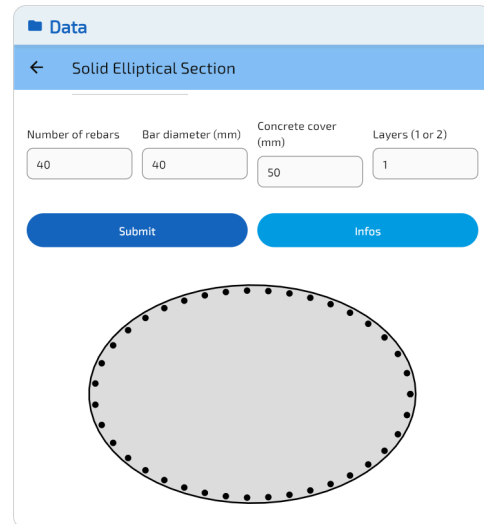 Data
Solid Elliptical Section
Number of rebars
Bar diameter (mm)
Concrete cover
(mm)
Layers (1 or 2)
40
40
50
1
Submit
Infos